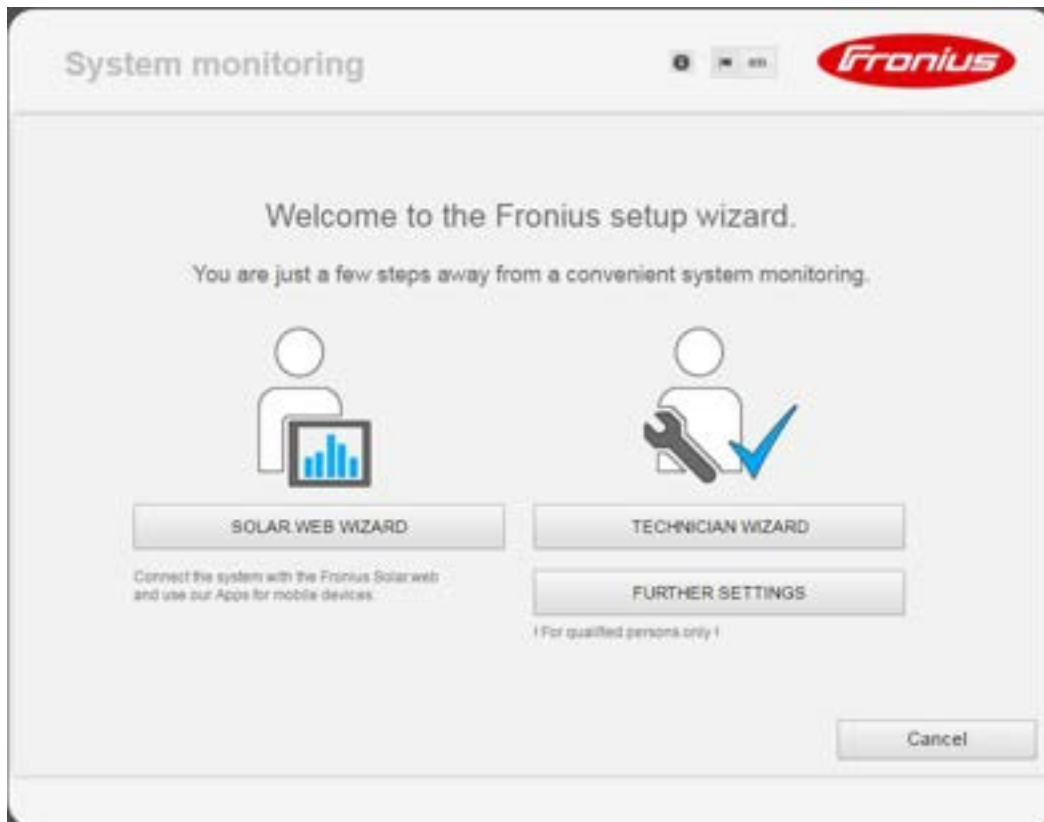 System monitoring
en
Fronius
Welcome to the Fronius setup wizard.
You are just a few steps away from a convenient system monitoring.
SOLAR.WEB WIZARD
TECHNICIAN WIZARD
Connect the system with the Fronius Solar.web
and use our Apps for mobile devices
FURTHER SETTINGS
! For qualified persons only !
Cancel